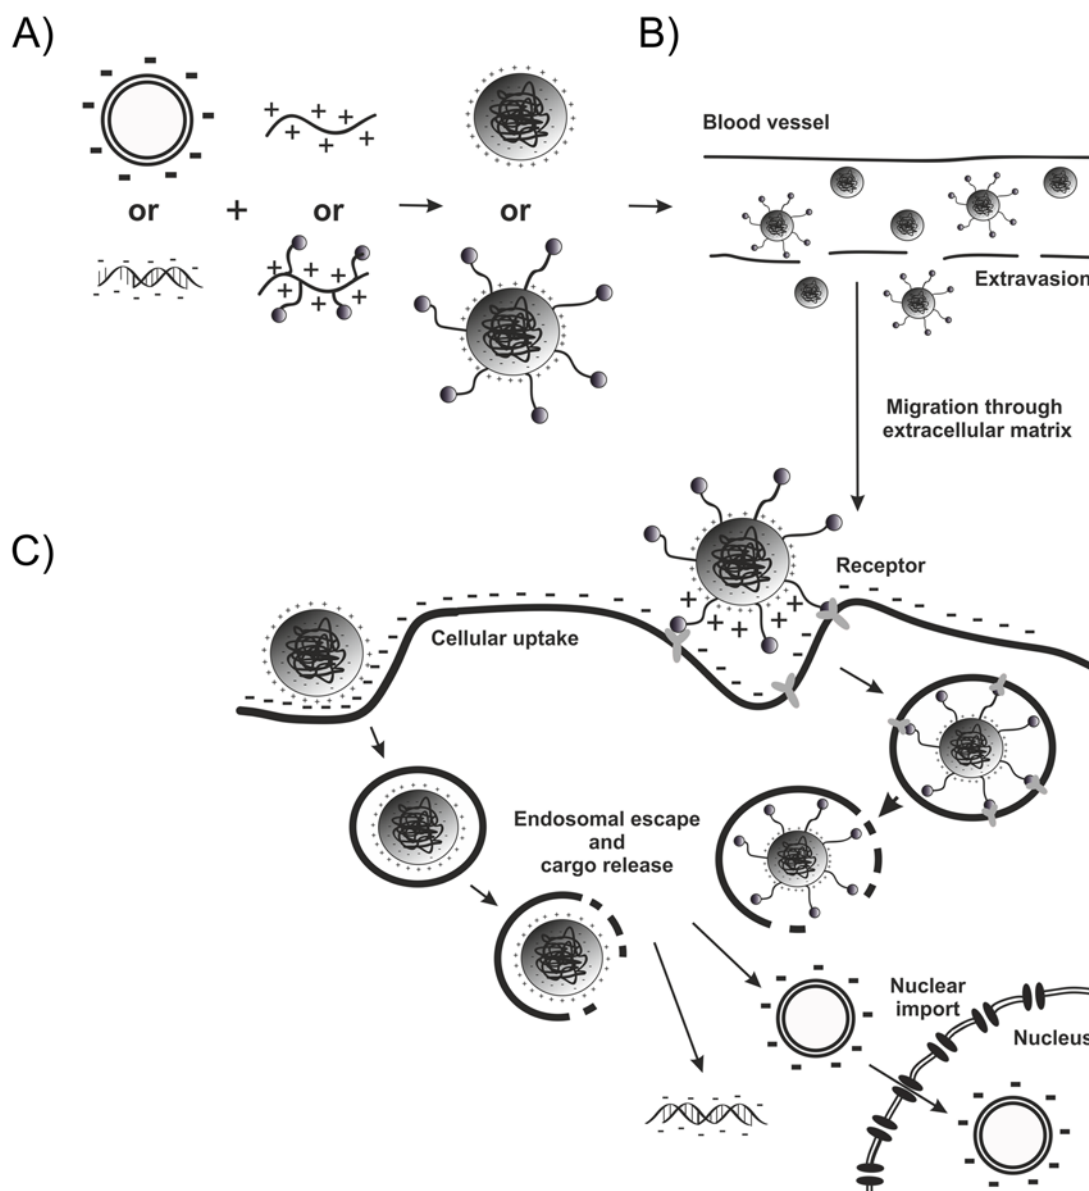 A)
B)
or
+
or
or
Blood vessel
Extravasion
Migration through
extracellular matrix
C)
Receptor
Cellular uptake
Endosomal escape
and
cargo release
Nuclear
import
Nucleus